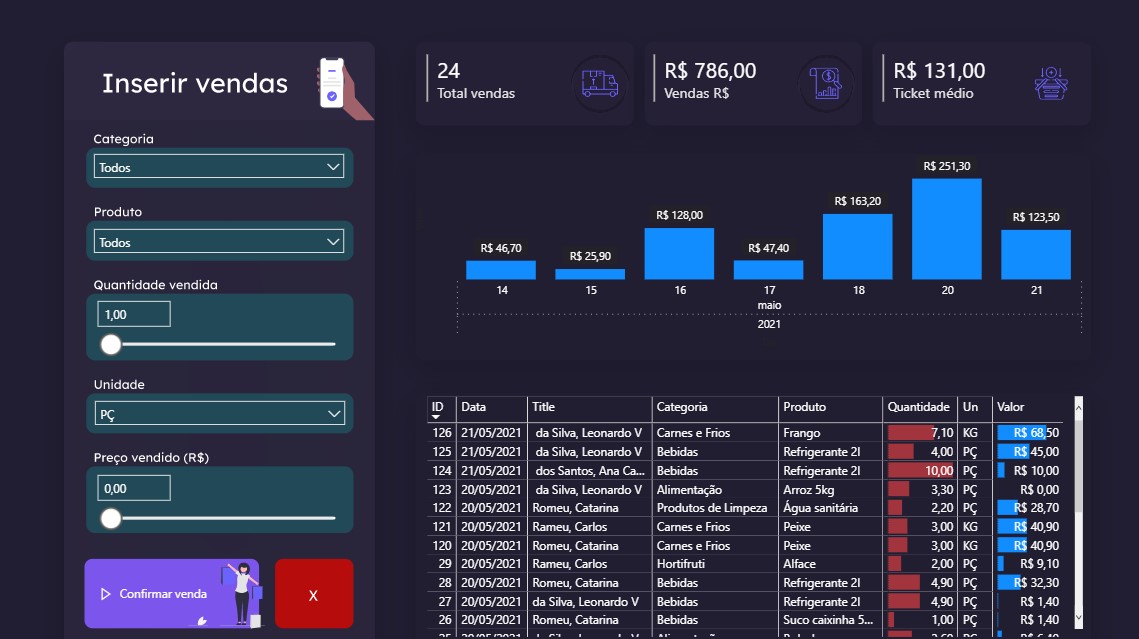 Inserir vendas
Categoria
Todos
Produto
Todos
Quantidade vendida
1,00
Unidade
PÇ
Preço vendido (R$)
0,00
Confirmar venda
X
24
Total vendas
R$ 786,00
Vendas R$
R$ 131,00
Ticket médio
R$ 46,70
R$ 25,90
R$ 128,00
R$ 47,40
R$ 163,20
R$ 251,30
R$ 123,50
14 15 16 17 18 20 21
maio
2021
ID Data Title Categoria Produto Quantidade Un Valor
126 21/05/2021 da Silva, Leonardo V Carnes e Frios Frango 7,10 KG R$ 68,50
125 21/05/2021 da Silva, Leonardo V Bebidas Refrigerante 2l 4,00 PÇ R$ 45,00
124 21/05/2021 dos Santos, Ana Ca... Bebidas Refrigerante 2l 10,00 PÇ R$ 10,00
123 20/05/2021 da Silva, Leonardo V Alimentação Arroz 5kg 3,30 PÇ R$ 0,00
122 20/05/2021 Romeu, Catarina Produtos de Limpeza Água sanitária 2,20 PÇ R$ 28,70
121 20/05/2021 Rameu, Carlos Carnes e Frios Peixe 3,00 KG R$ 40,90
120 20/05/2021 Romeu, Catarina Carnes e Frios Peixe 3,00 KG R$ 40,90
29 20/05/2021 Rameu, Carlos Hortifruti Alface 2,00 PÇ R$ 9,10
28 20/05/2021 Romeu, Catarina Bebidas Refrigerante 2l 4,90 PÇ R$ 32,30
27 20/05/2021 da Silva, Leonardo V Bebidas Refrigerante 2l 4,90 PÇ R$ 1,40
26 20/05/2021 Romeu, Catarina Bebidas Suco caixinha 5... 1,00 PÇ R$ 1,40